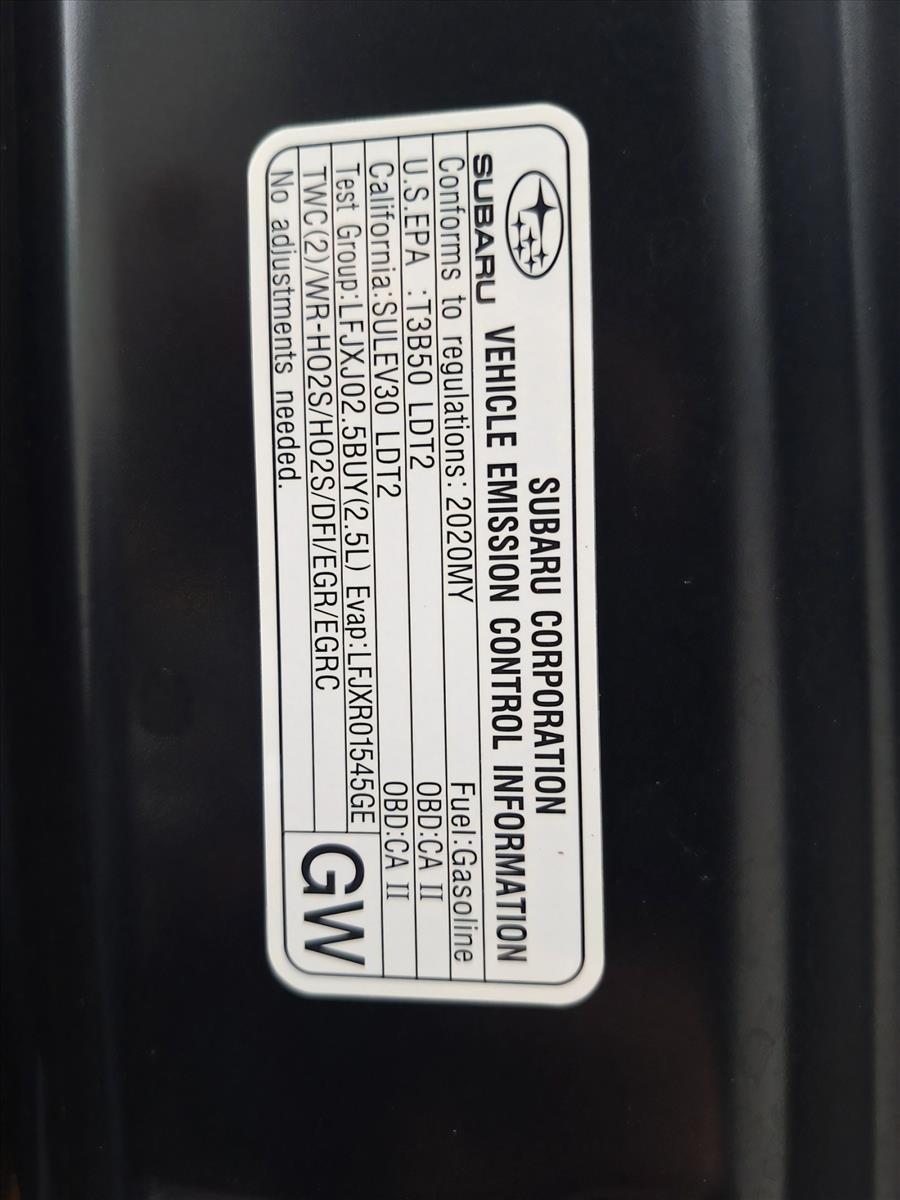 SUBARU CORPORATION
SUBARU VEHICLE EMISSION CONTROL INFORMATION
Conforms to regulations: 2020MY Fuel:Gasoline
U.S.EPA :T3B50 LDT2 OBD:CA II
California:SULEV30 LDT2 OBD:CA II
Test Group:LFJXJ02.5BUY(2.5L) Evap:LFJXR01545GE
TWC(2)/WR-HO2S/HO2S/DFI/EGR/EGRC
No adjustments needed.
GW